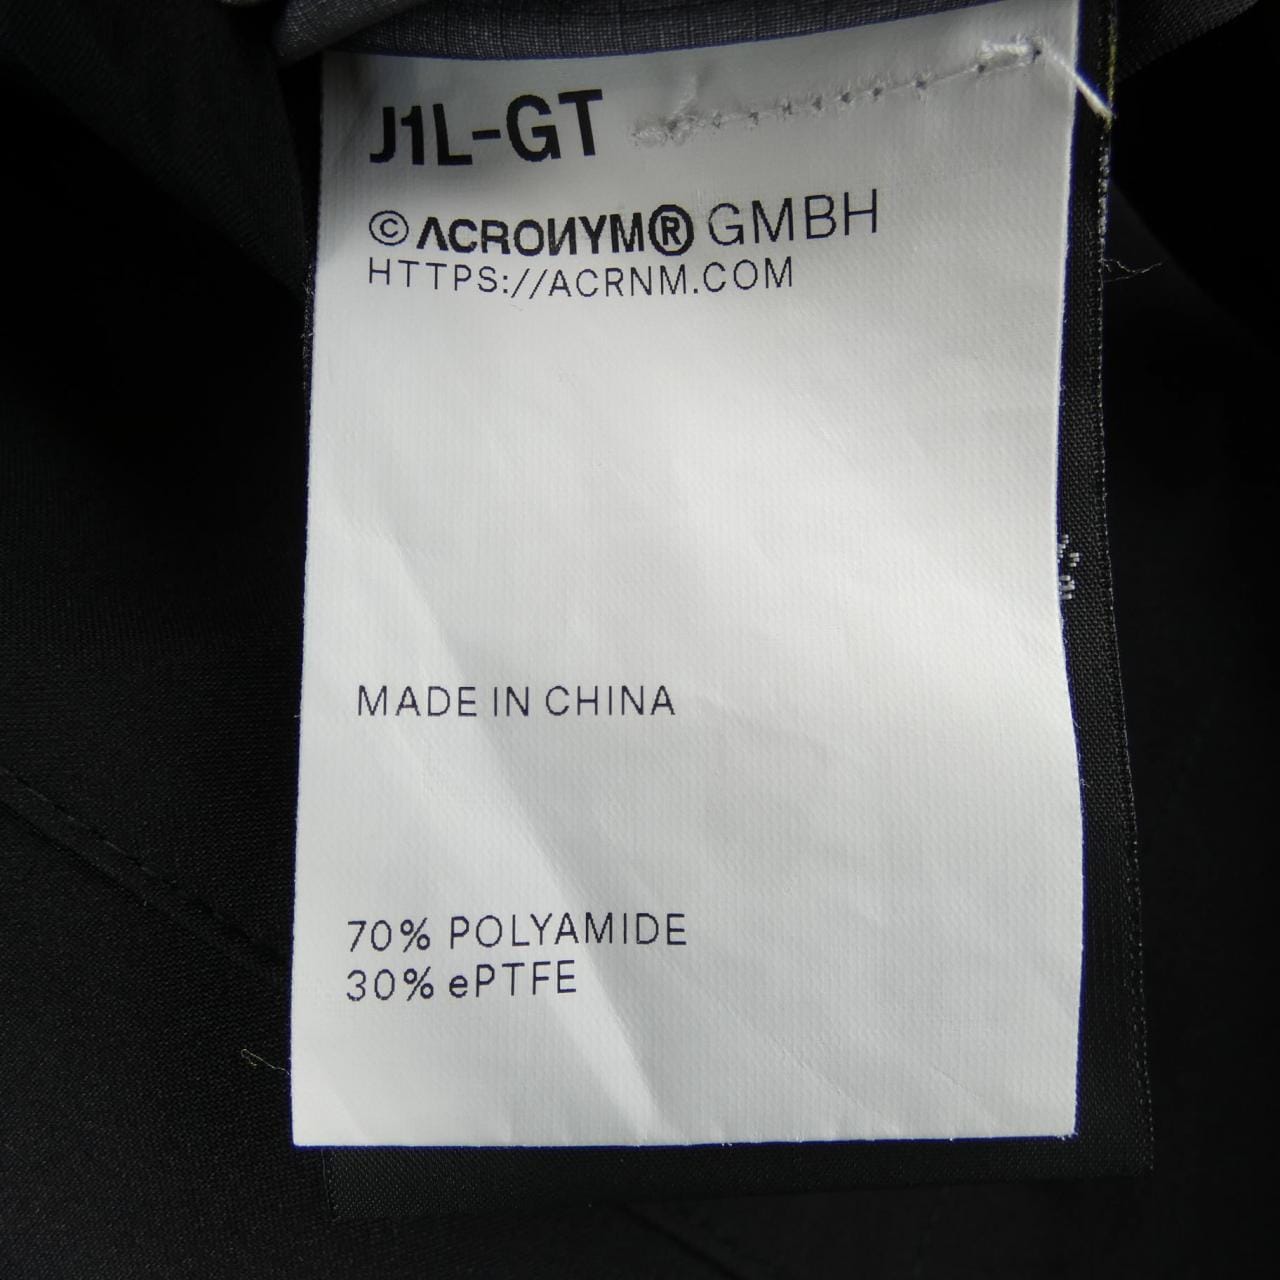 J1L-GT
© ACRONYM® GMBH
HTTPS://ACRNM.COM
MADE IN CHINA
70% POLYAMIDE
30% ePTFE